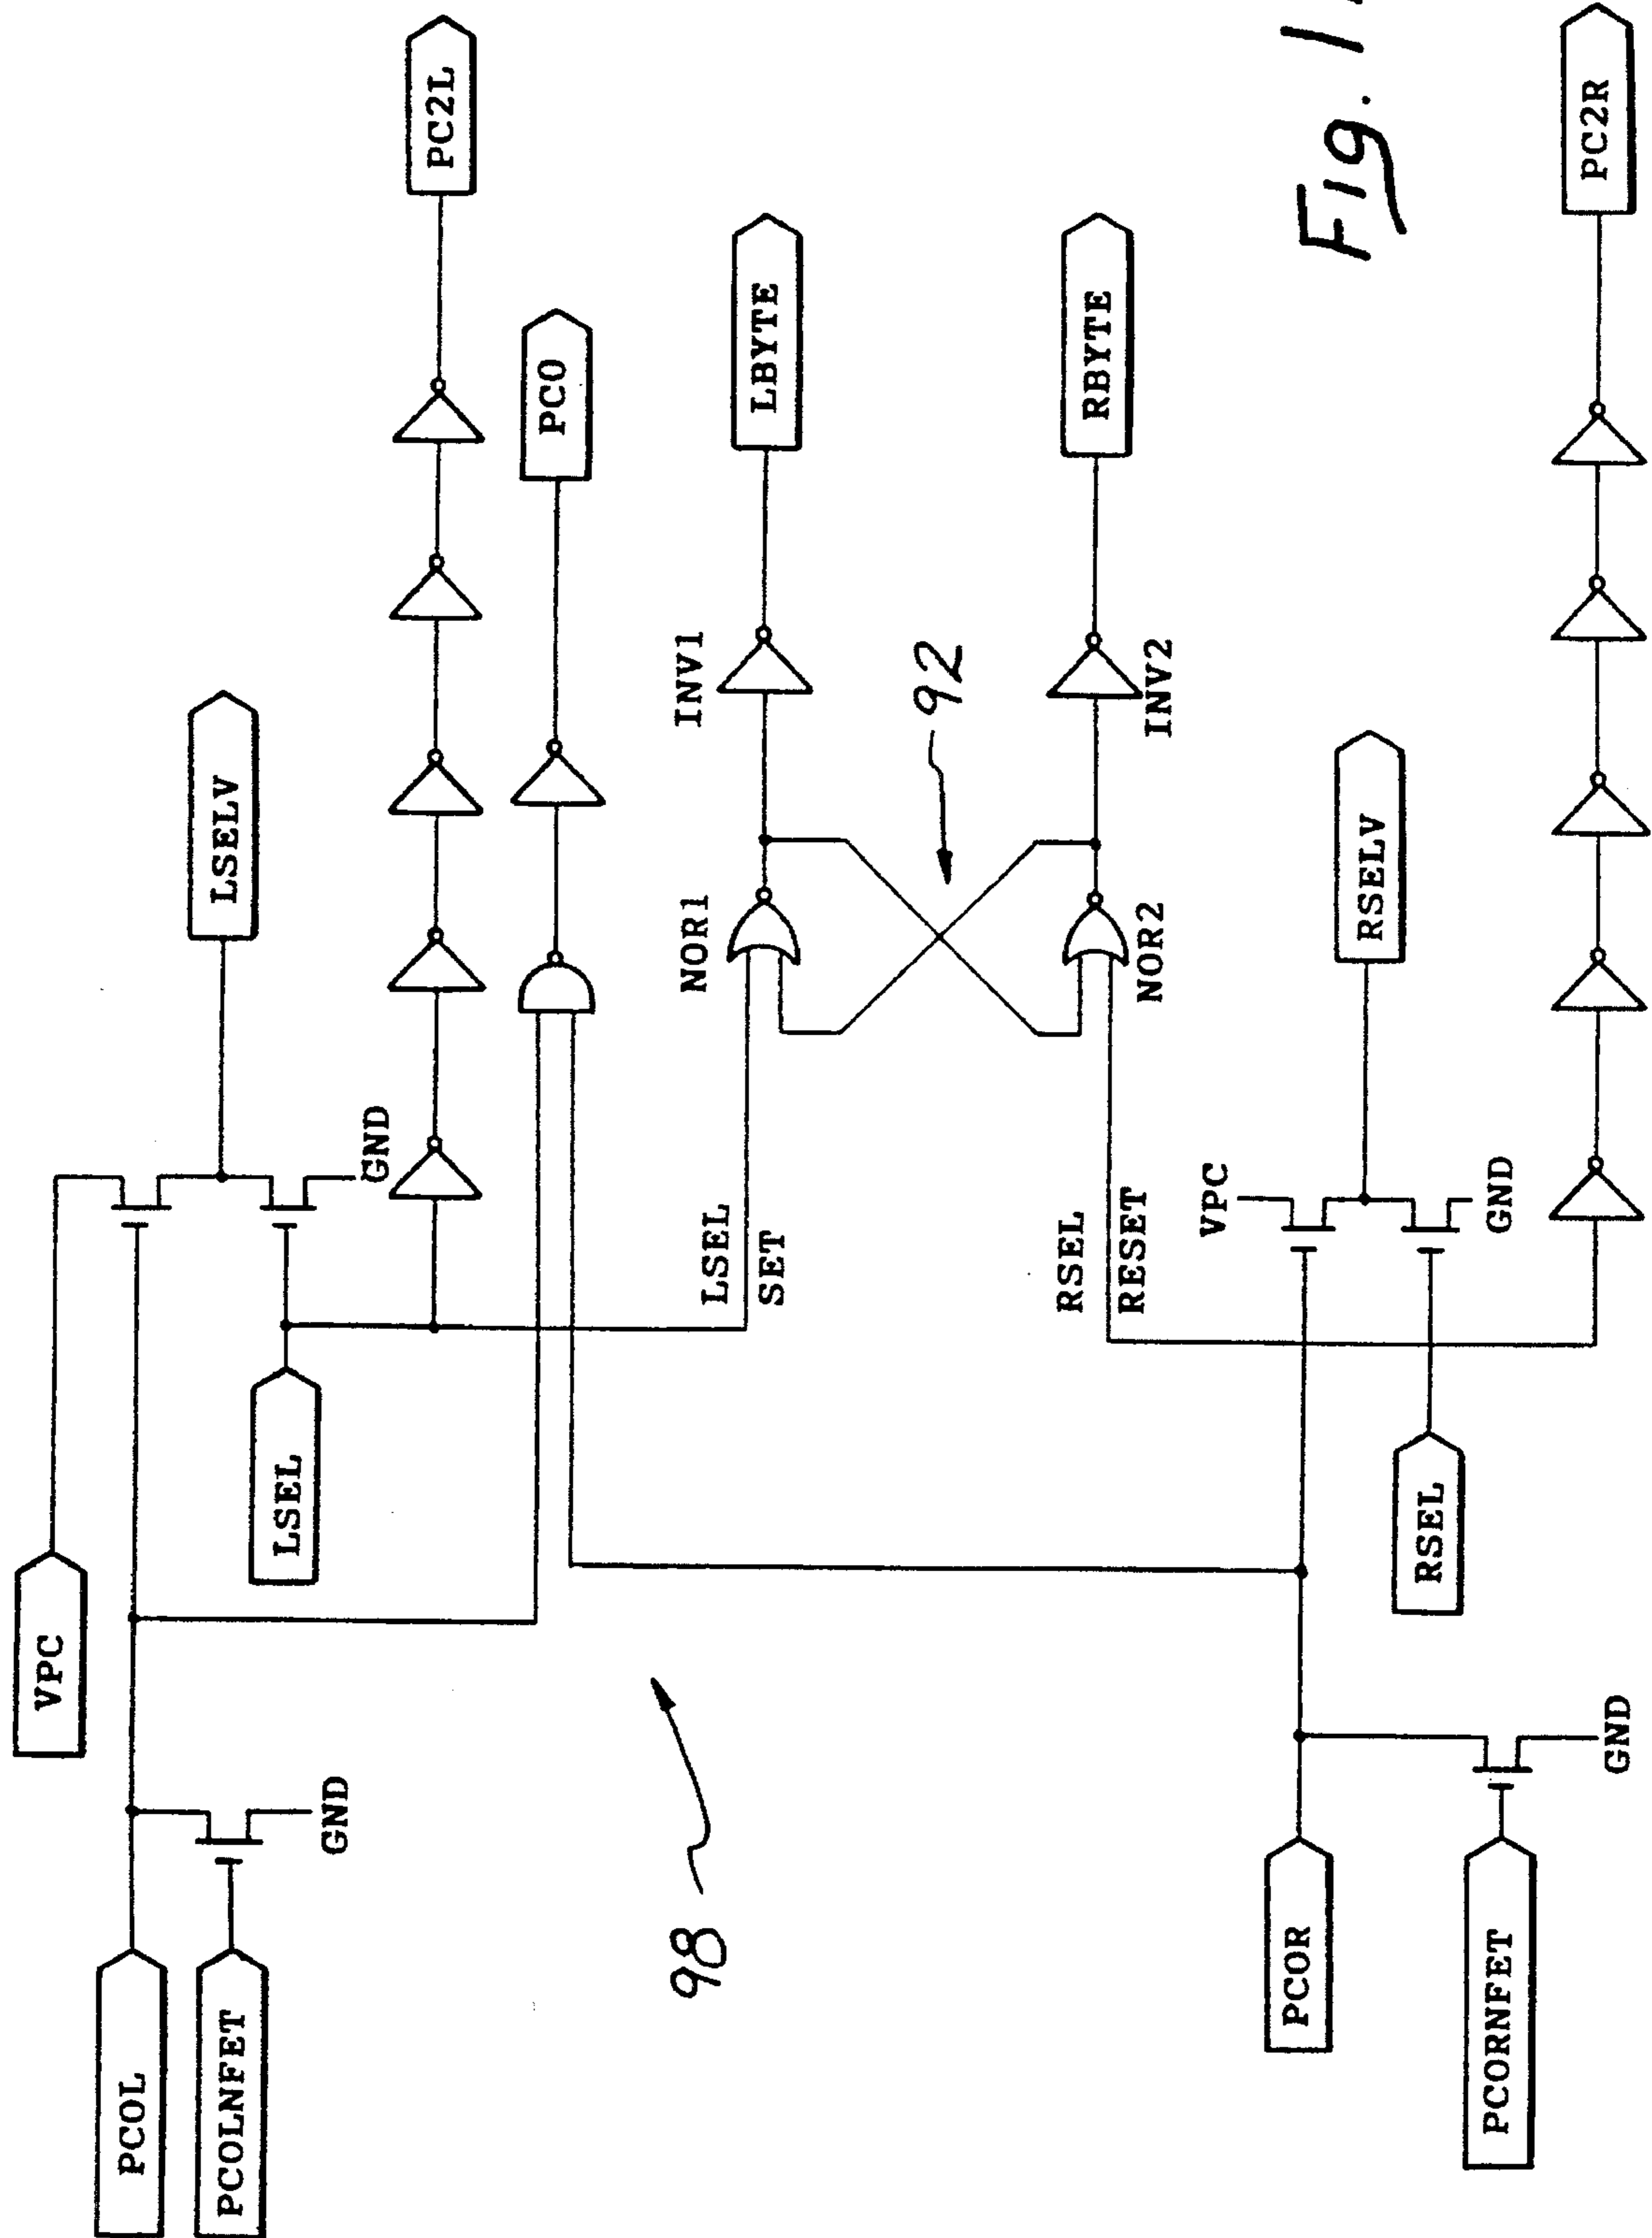 VPC
PCOL
PCOLNFET
GND
LSEL
LSELV
GND
PC2L
PC0
LSEL
SET
NOR1
INV1
LBYTE
92
98
RSEL
RESET
NOR2
INV2
RBYTE
PCOR
VPC
RSELV
PCORNFET
GND
RSEL
GND
PC2R
Fig. 11